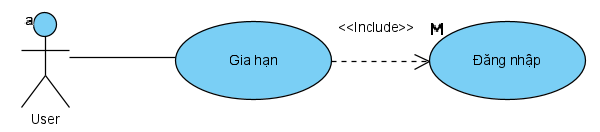 a
<<Include>>
M
Gia hạn
Đăng nhập
User